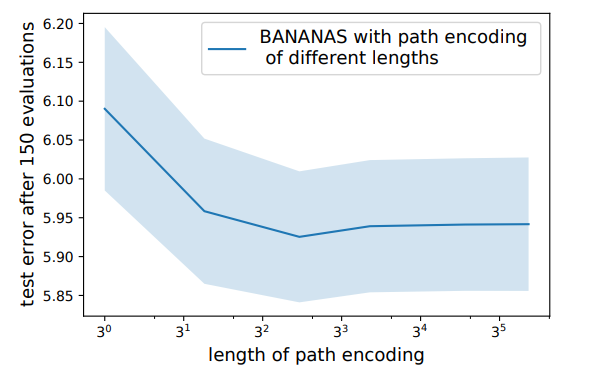 6.20
6.15
6.10
6.05
6.00
5.95
5.90
5.85
test error after 150 evaluations
BANANAS with path encoding
of different lengths
3⁰ 3¹ 3² 3³ 3⁴ 3⁵
length of path encoding